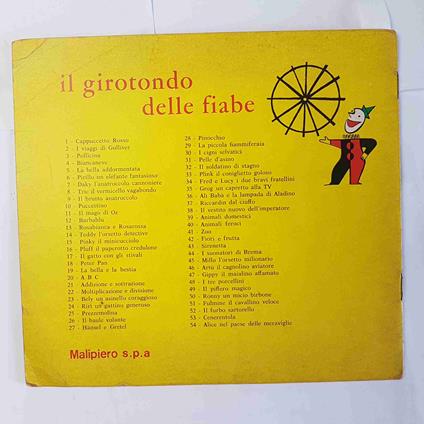 il girotondo
delle fiabe
1 - Cappuccetto Rosso
2 - I viaggi di Gulliver
3 - Pollicina
4 - Biancaneve
5 - La bella addormentata
6 - Pirillo un elefante fantasioso
7 - Daky l'anatroccolo cannoniere
8 - Tric il vermicello vagabondo
9 - Il brutto anatroccolo
10 - Puccettino
11 - Il mago di Oz
12 - Barbablù
13 - Rosabianca e Rosarossa
14 - Teddy l'orsetto detective
15 - Pinky il miniciucciolo
16 - Pluff il paperotto credulone
17 - Il gatto con gli stivali
18 - Peter Pan
19 - La bella e la bestia
20 - A B C
21 - Addizione e sottrazione
22 - Moltiplicazione e divisione
23 - Bely un asinello coraggioso
24 - Riri un gattino generoso
25 - Prezzemolina
26 - Il baule volante
27 - Hänsel e Gretel
28 - Pinocchio
29 - La piccola fiammiferaia
30 - I cigni selvatici
31 - Pelle d'asino
32 - Il soldatino di stagno
33 - Plink il coniglietto goloso
34 - Fred e Lucy i due bravi fratellini
35 - Grog un capretto alla TV
36 - Alì Babà e la lampada di Aladino
37 - Riccardin dal ciuffo
38 - Il vestito nuovo dell'imperatore
39 - Animali domestici
40 - Animali feroci
41 - Zoo
42 - Fiori e frutta
43 - Sirenetta
44 - I suonatori di Brema
45 - Millo l'orsetto milionario
46 - Artù il cagnolino aviatore
47 - Gippy il maialino affamato
48 - I tre porcellini
49 - Il piffero magico
50 - Ronny un micio birbone
51 - Fulmine il cavallino veloce
52 - Il furbo sartorello
53 - Cenerentola
54 - Alice nel paese delle meraviglie
Malipiero s.p.a